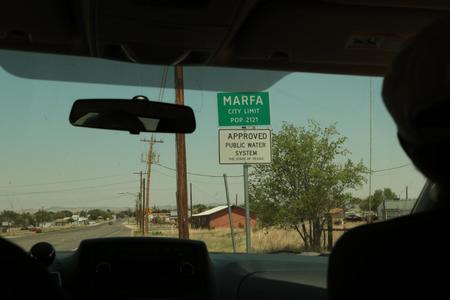 MARFA
CITY LIMIT
POP. 2121
APPROVED
PUBLIC WATER
SYSTEM
THE STATE OF TEXAS